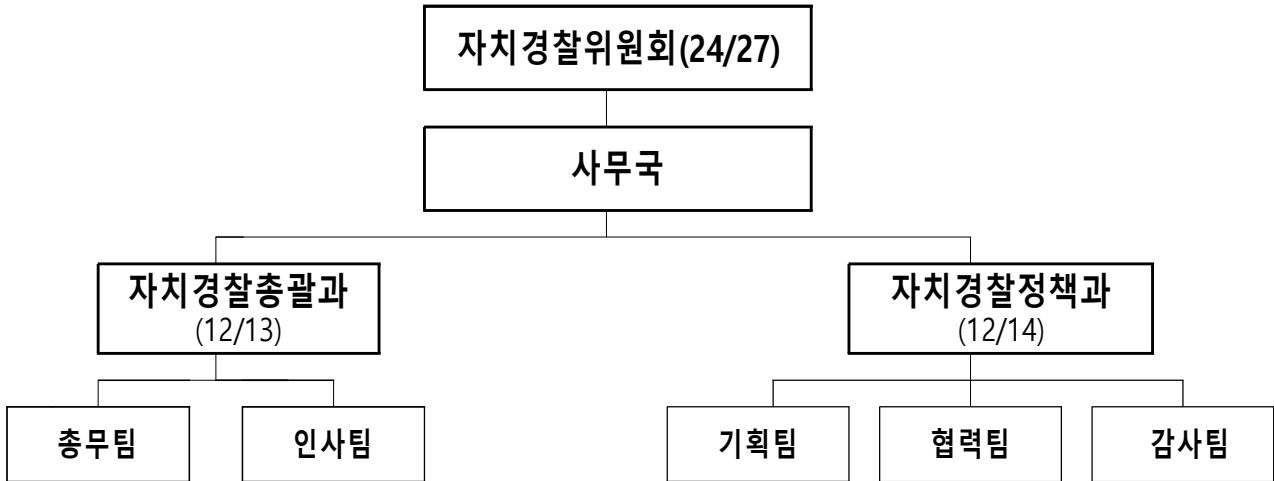 자치경찰위원회(24/27)
사무국
자치경찰총괄과
(12/13)
자치경찰정책과
(12/14)
총무팀
인사팀
기획팀
협력팀
감사팀